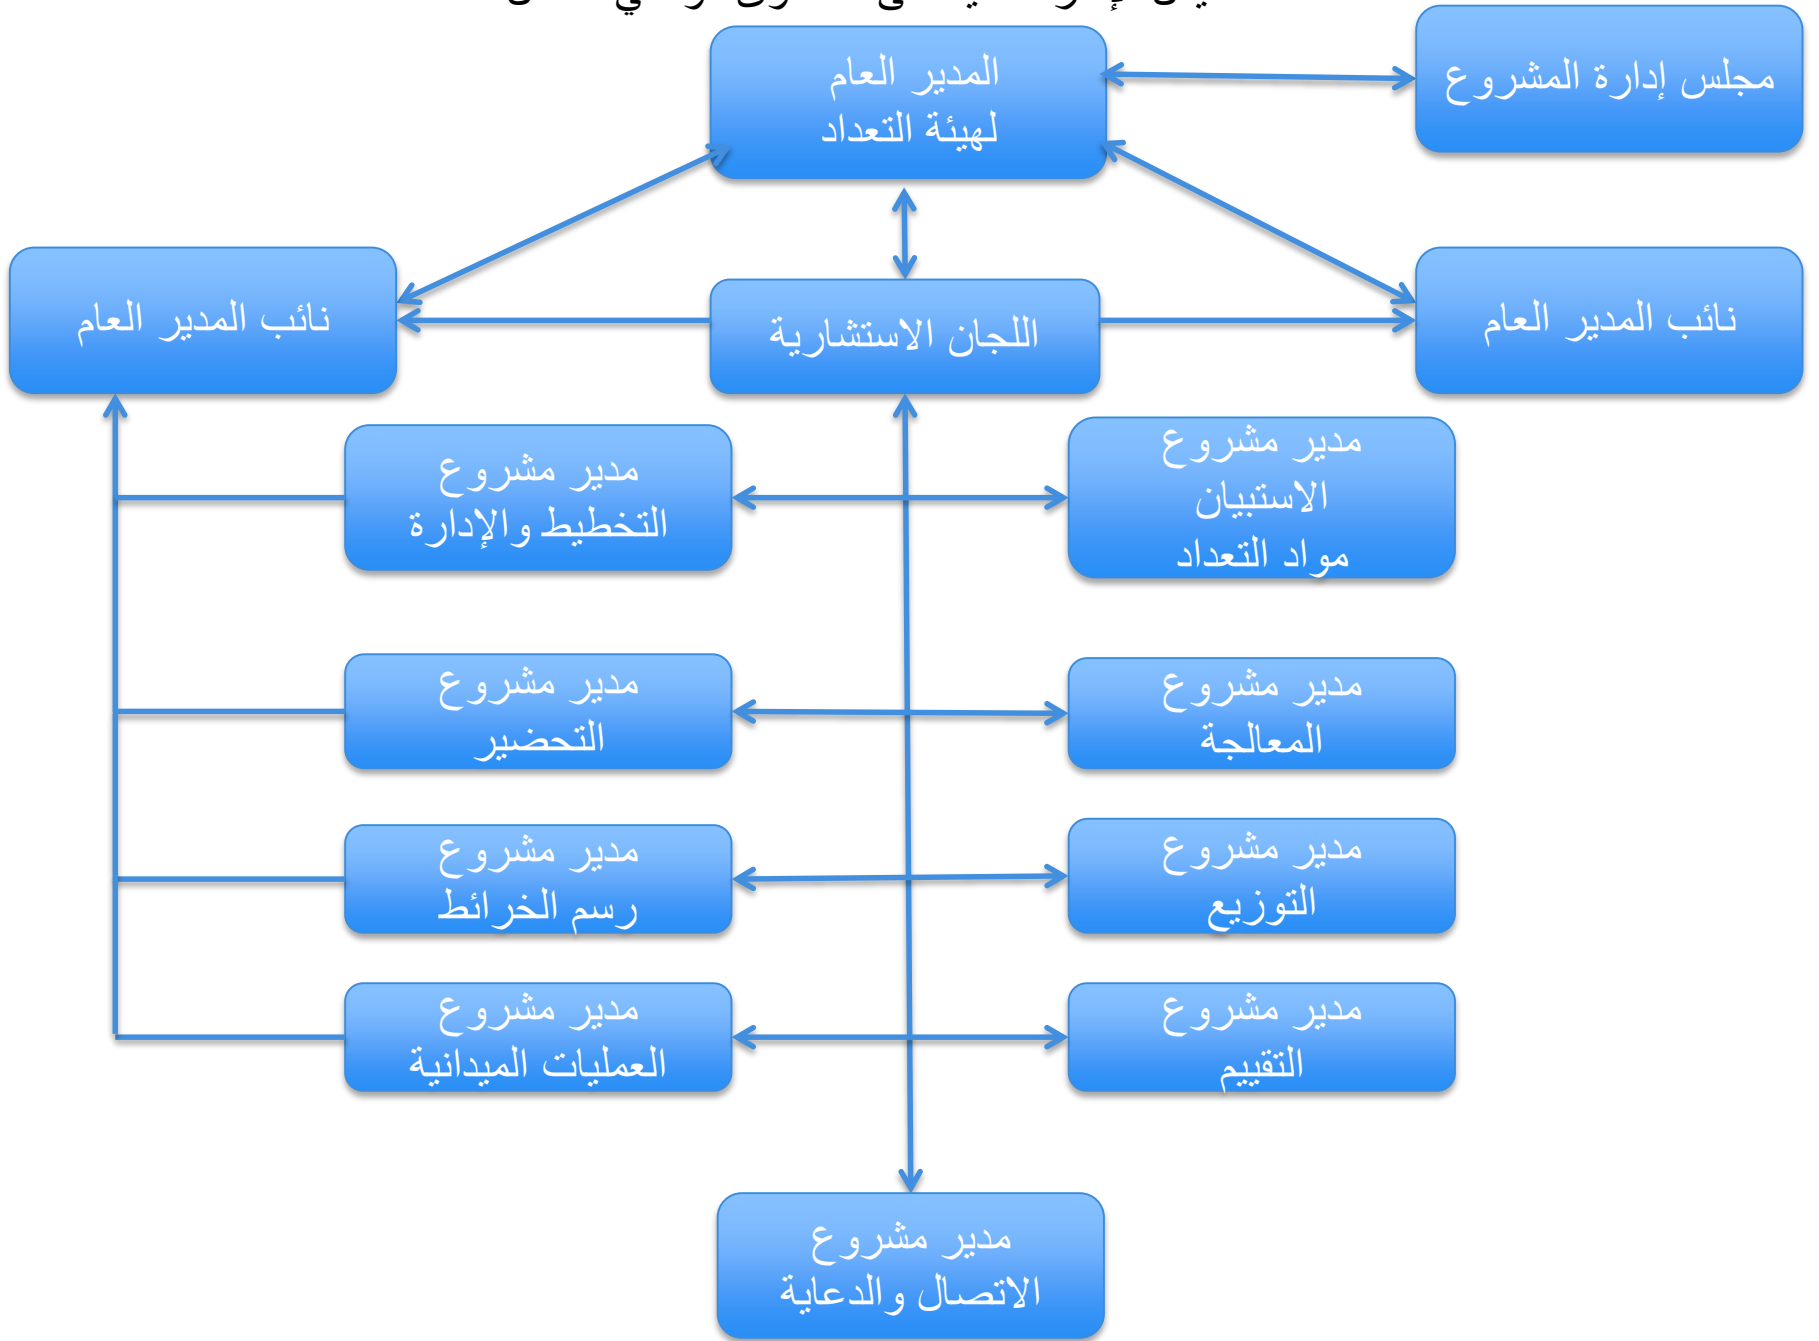 المدير العام
لهيئة التعداد
مجلس إدارة المشروع
نائب المدير العام
اللجان الاستشارية
نائب المدير العام
مدير مشروع
الاستبيان
مواد التعداد
مدير مشروع
التخطيط والإدارة
مدير مشروع
المعالجة
مدير مشروع
التحضير
مدير مشروع
التوزيع
مدير مشروع
رسم الخرائط
مدير مشروع
التقييم
مدير مشروع
العمليات الميدانية
مدير مشروع
الاتصال والدعاية